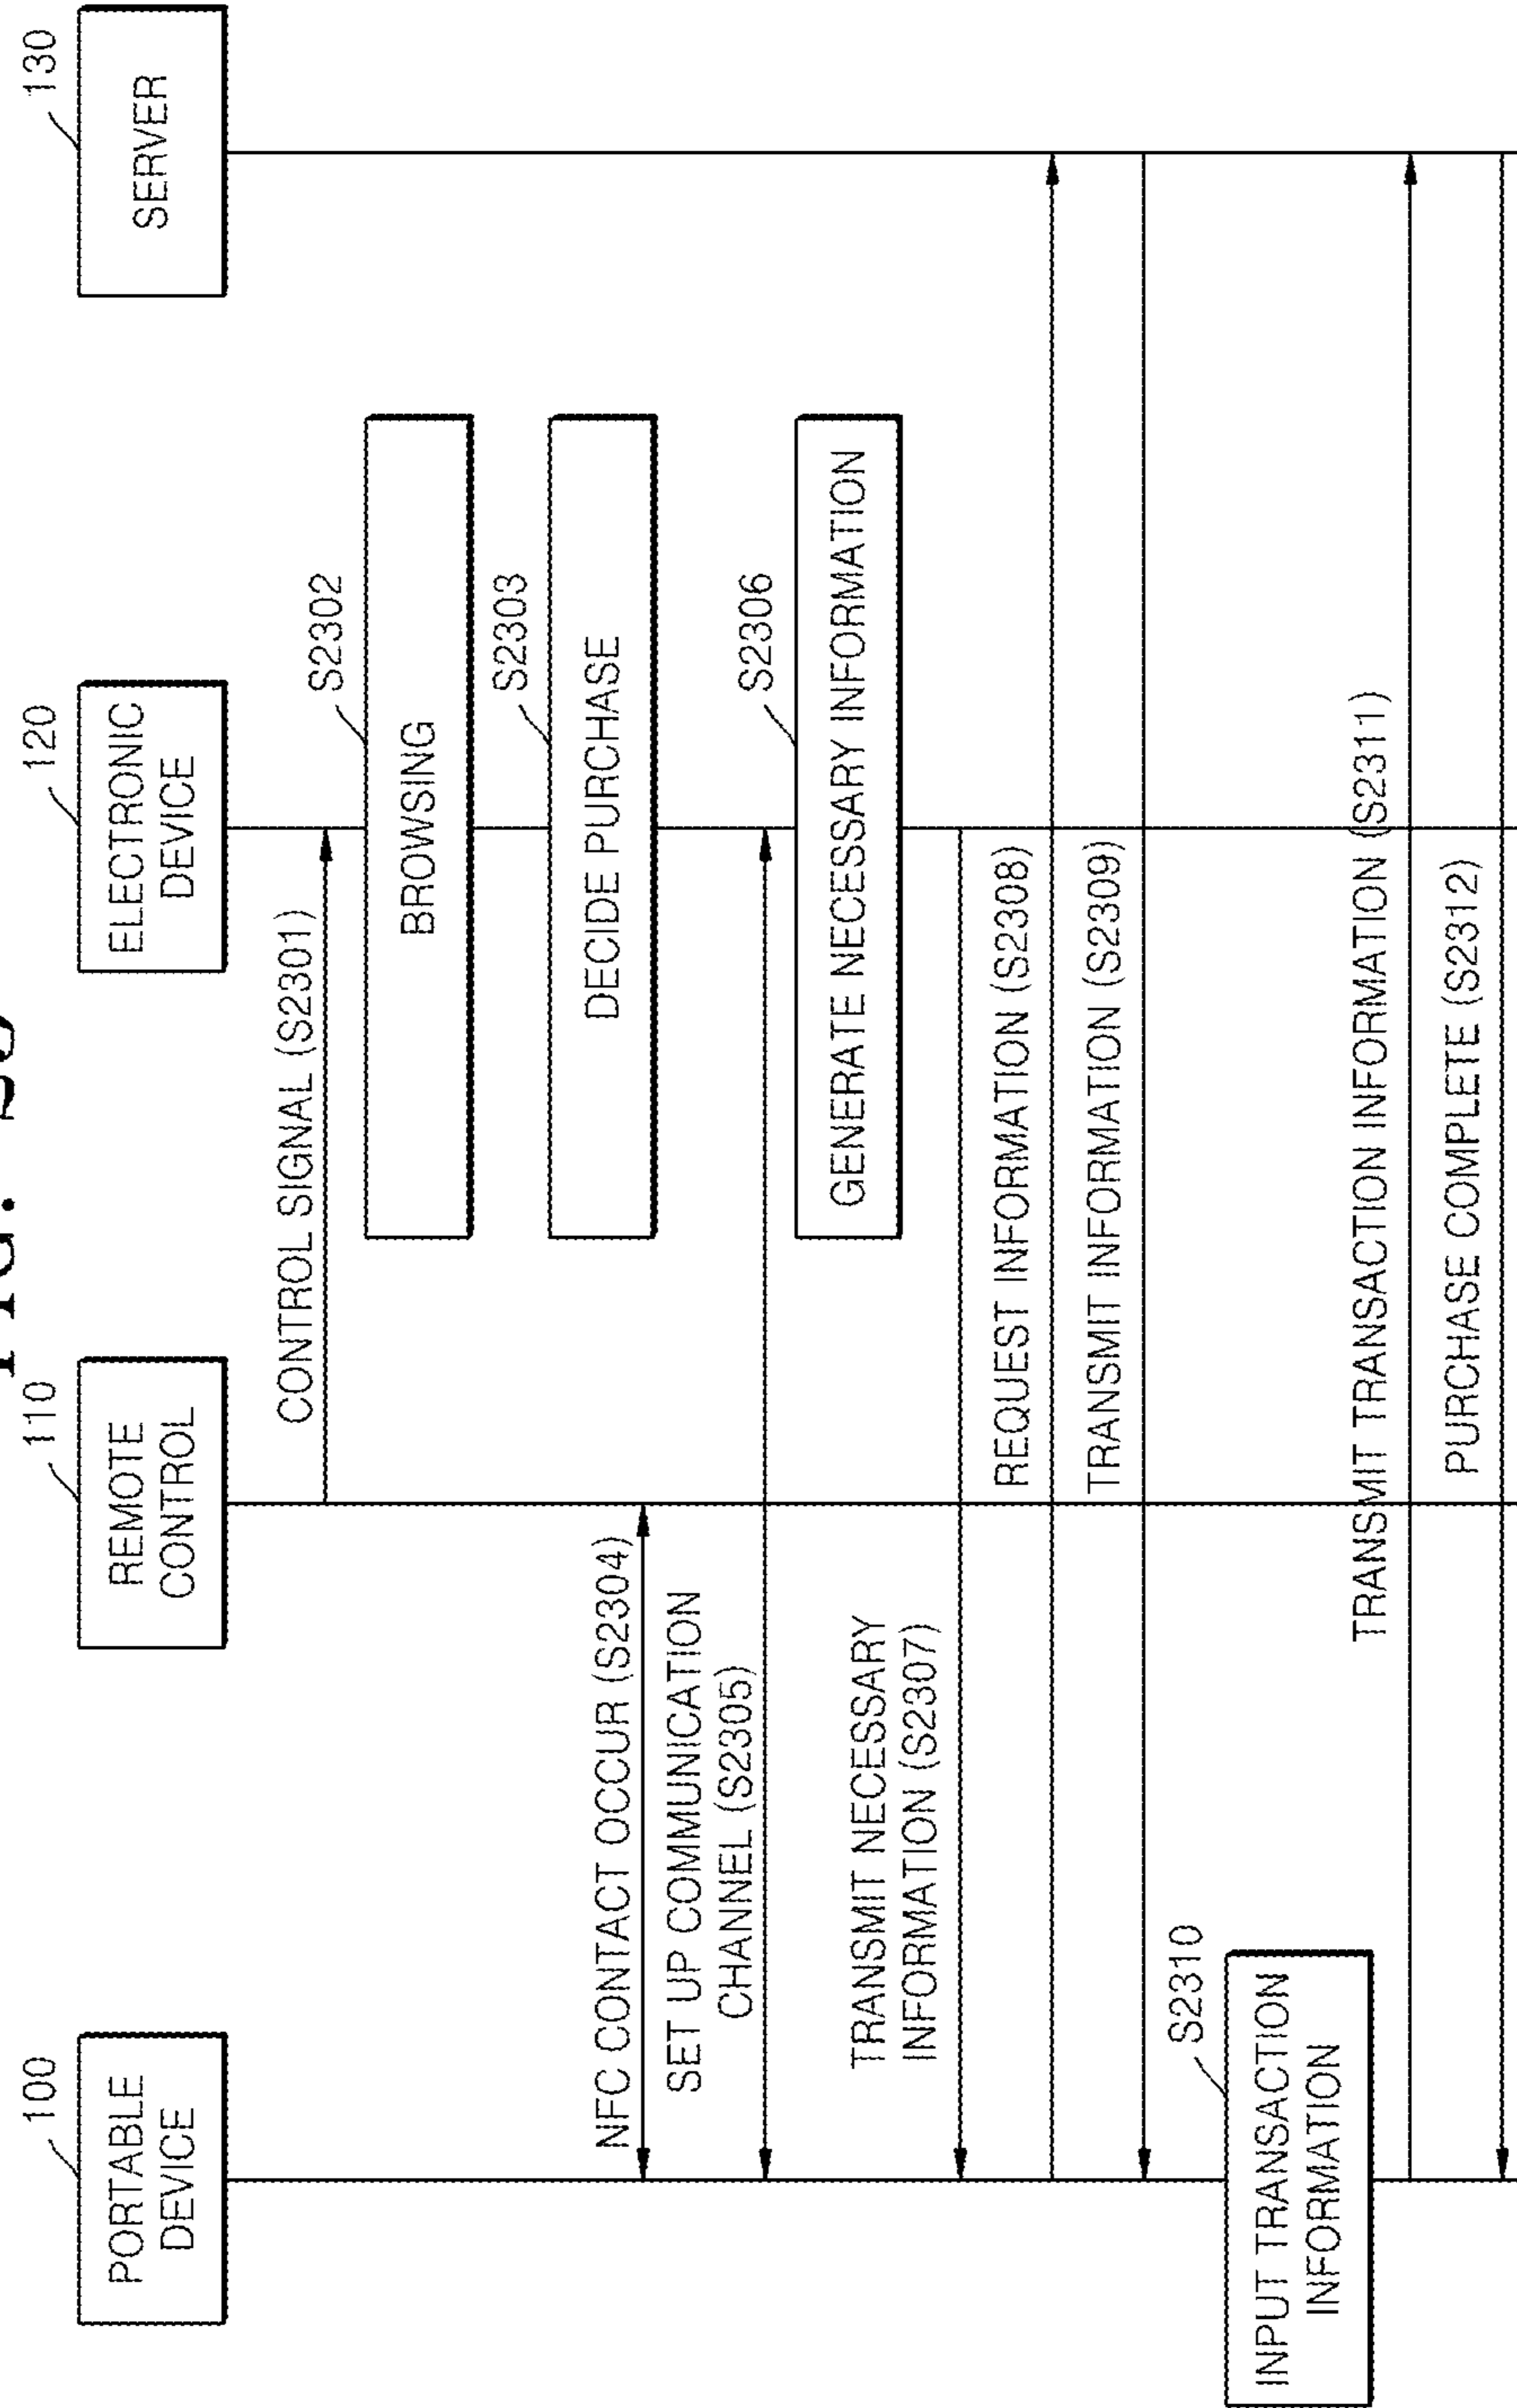 FIG.
100
110
120
130
PORTABLE
DEVICE
REMOTE
CONTROL
ELECTRONIC
DEVICE
SERVER
CONTROL SIGNAL (S2301)
S2302
BROWSING
S2303
DECIDE PURCHASE
NFC CONTACT OCCUR (S2304)
SET UP COMMUNICATION
CHANNEL (S2305)
S2306
GENERATE NECESSARY INFORMATION
TRANSMIT NECESSARY
INFORMATION (S2307)
REQUEST INFORMATION (S2308)
TRANSMIT INFORMATION (S2309)
S2310
INPUT TRANSACTION
INFORMATION
TRANSMIT TRANSACTION INFORMATION (S2311)
PURCHASE COMPLETE (S2312)